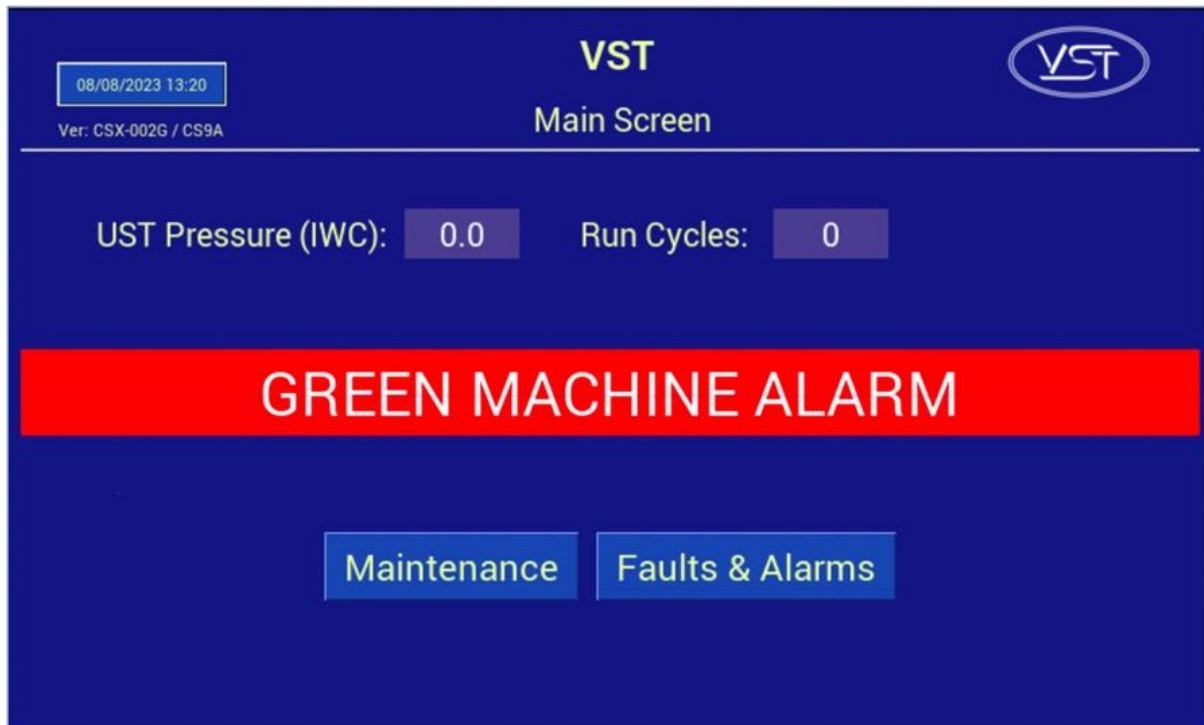 VST
VST
08/08/2023 13:20
Ver: CSX-002G / CS9A
Main Screen
UST Pressure (IWC): 0.0 Run Cycles: 0
GREEN MACHINE ALARM
Maintenance Faults & Alarms